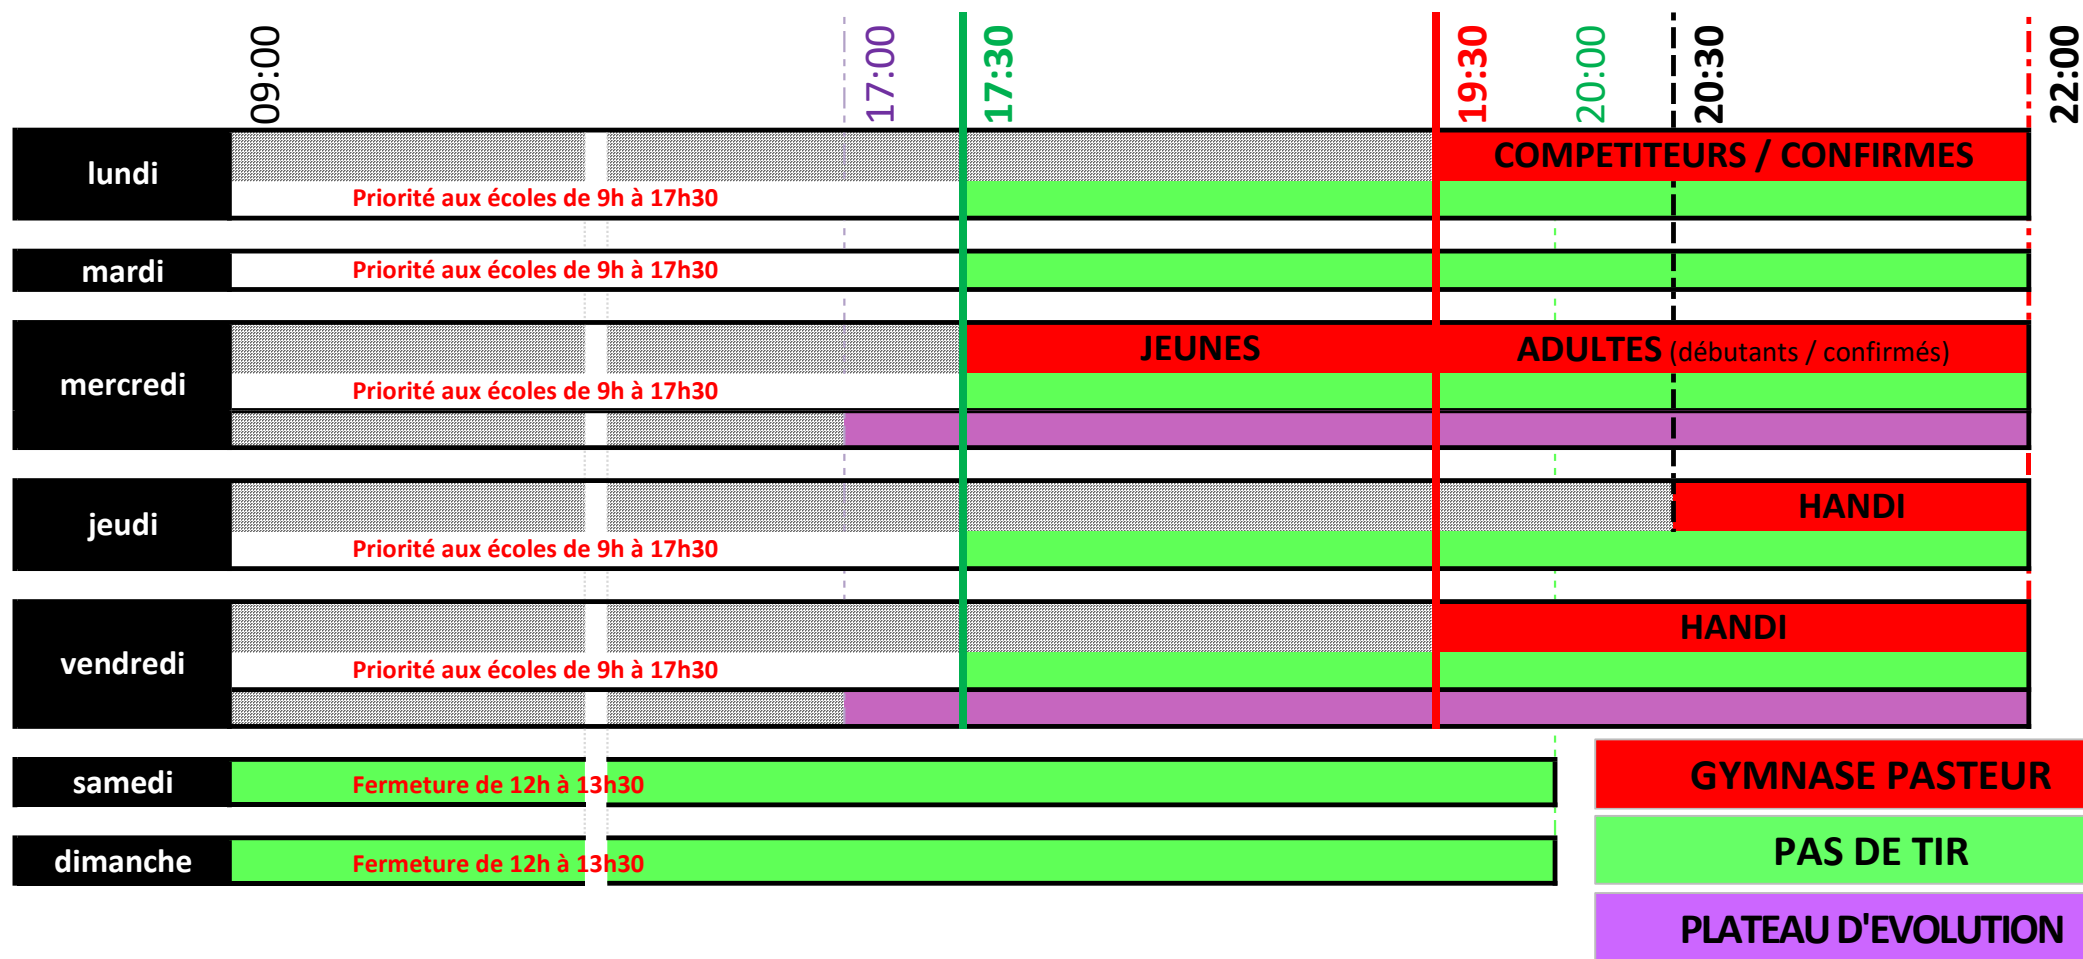 09:00
17:00
17:30
19:30
20:00
20:30
22:00
lundi
COMPETITEURS / CONFIRMES
Priorité aux écoles de 9h à 17h30
mardi
Priorité aux écoles de 9h à 17h30
mercredi
JEUNES
ADULTES (débutants / confirmés)
Priorité aux écoles de 9h à 17h30
jeudi
HANDI
Priorité aux écoles de 9h à 17h30
vendredi
HANDI
Priorité aux écoles de 9h à 17h30
samedi
Fermeture de 12h à 13h30
dimanche
Fermeture de 12h à 13h30
GYMNASE PASTEUR
PAS DE TIR
PLATEAU D'EVOLUTION